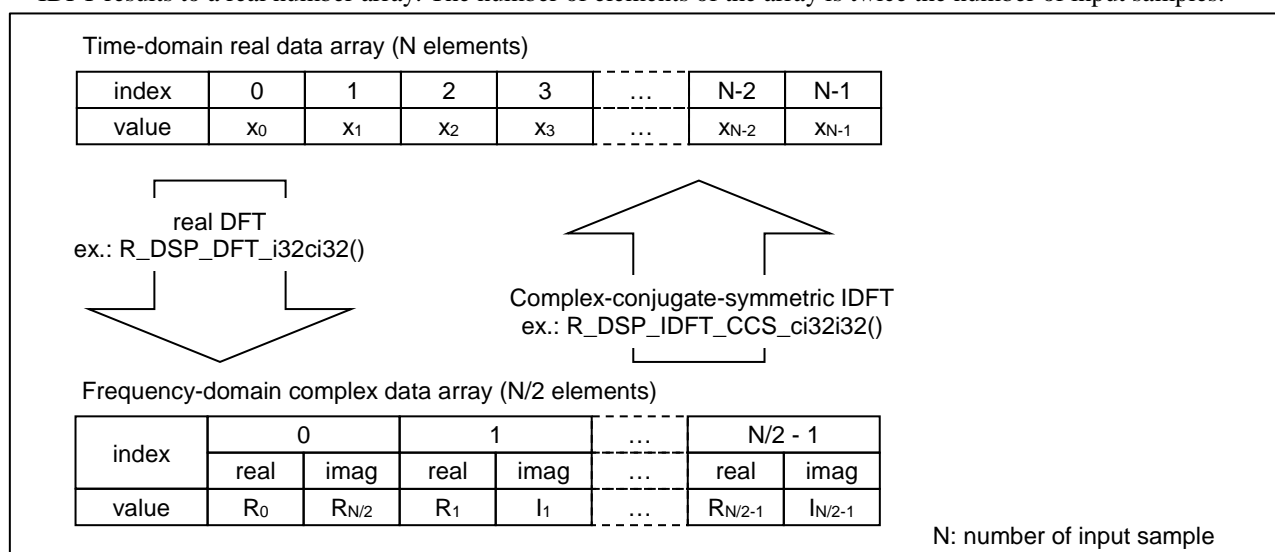 IDFT results to a real number array. The number of elements of the array is twice the number of input samples.
Time-domain real data array (N elements)
index 0 1 2 3 … N-2 N-1
value x0 x1 x2 x3 … xN-2 xN-1
real DFT
ex.: R_DSP_DFT_i32ci32()
Complex-conjugate-symmetric IDFT
ex.: R_DSP_IDFT_CCS_ci32i32()
Frequency-domain complex data array (N/2 elements)
index 0 1 … N/2 - 1
real imag real imag … real imag
value R0 RN/2 R1 I1 … RN/2-1 IN/2-1
N: number of input sample